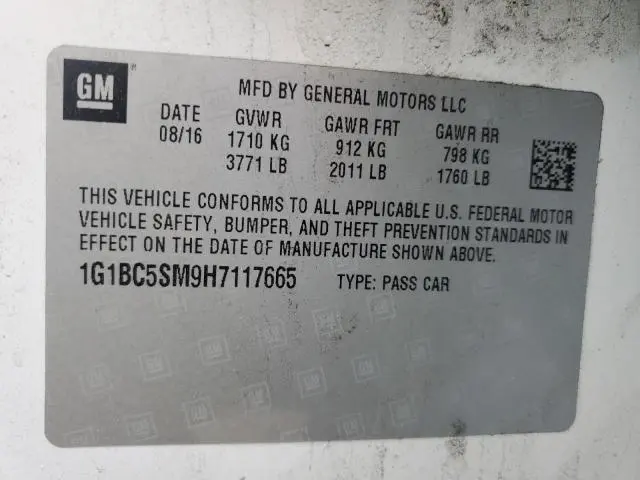 GM
MFD BY GENERAL MOTORS LLC
DATE GVWR GAWR FRT GAWR RR
08/16 1710 KG 912 KG 798 KG
3771 LB 2011 LB 1760 LB
THIS VEHICLE CONFORMS TO ALL APPLICABLE U.S. FEDERAL MOTOR
VEHICLE SAFETY, BUMPER, AND THEFT PREVENTION STANDARDS IN
EFFECT ON THE DATE OF MANUFACTURE SHOWN ABOVE.
1G1BC5SM9H7117665 TYPE: PASS CAR